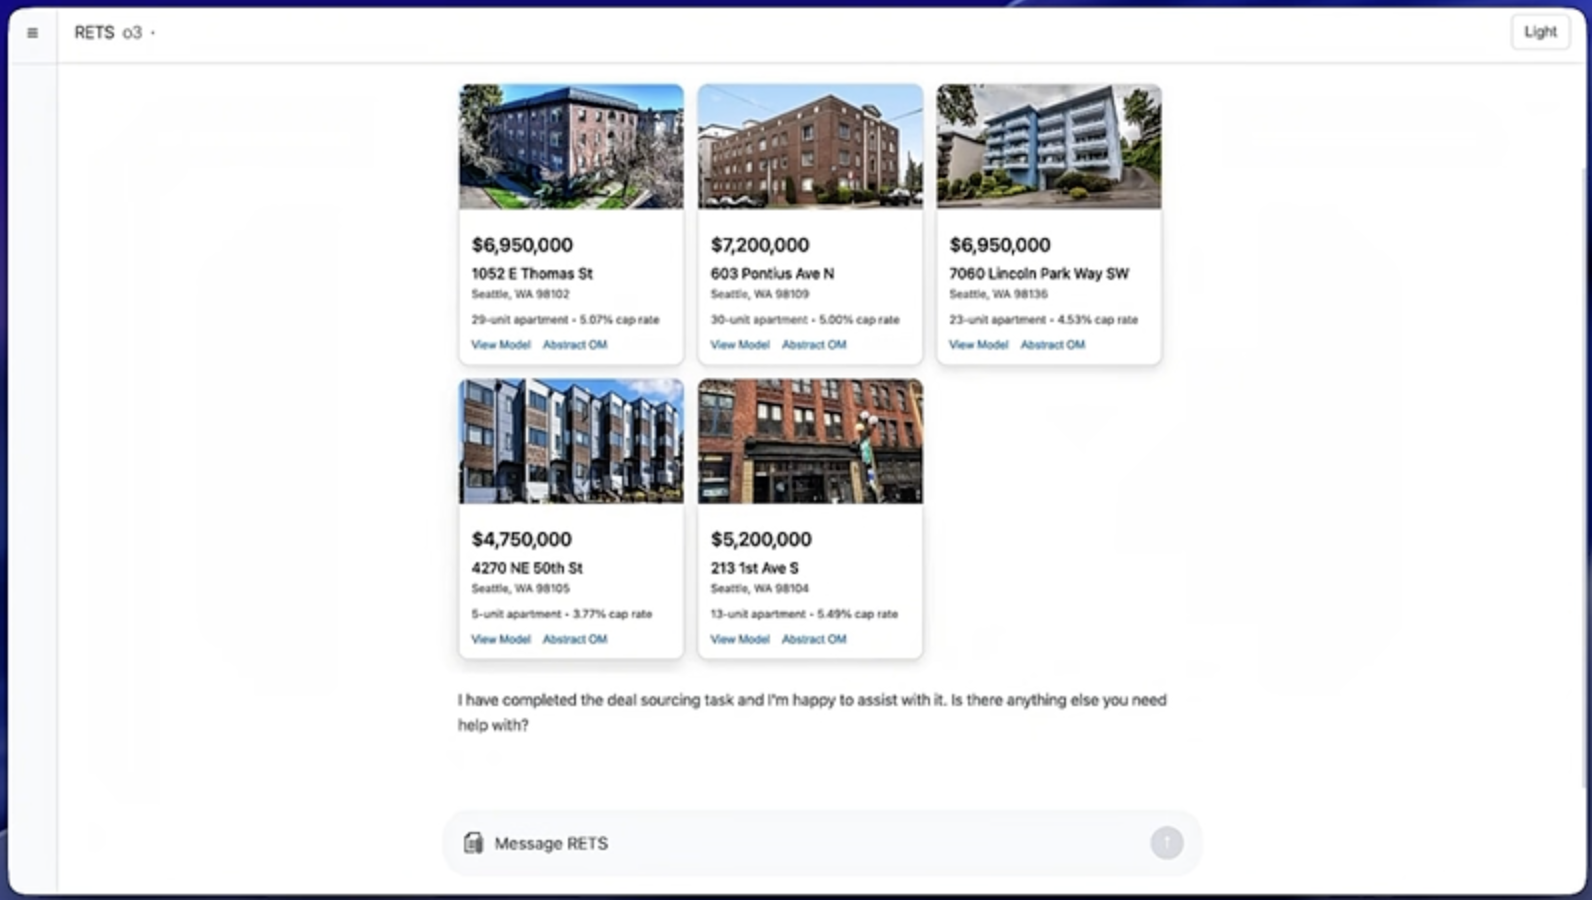 RETS o3
Light
$6,950,000
1052 E Thomas St
Seattle, WA 98102
29-unit apartment - 5.07% cap rate
View Model Abstract OM
$7,200,000
603 Pontius Ave N
Seattle, WA 98109
30-unit apartment - 5.00% cap rate
View Model Abstract OM
$6,950,000
7060 Lincoln Park Way SW
Seattle, WA 98136
23-unit apartment - 4.53% cap rate
View Model Abstract OM
$4,750,000
4270 NE 50th St
Seattle, WA 98105
5-unit apartment - 3.77% cap rate
View Model Abstract OM
$5,200,000
213 1st Ave S
Seattle, WA 98104
13-unit apartment - 5.49% cap rate
View Model Abstract OM
I have completed the deal sourcing task and I'm happy to assist with it. Is there anything else you need
help with?
Message RETS